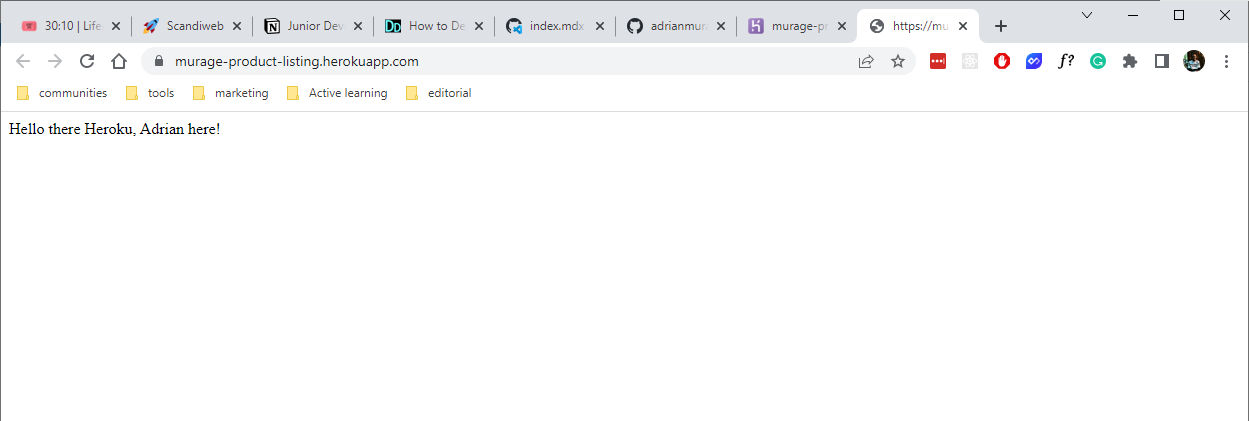 30:10 | Life
Scandiweb
Junior Dev
How to De
index.mdx
adrianmura
murage-pr
https://mu
murage-product-listing.herokuapp.com
f?
communities
tools
marketing
Active learning
editorial
Hello there Heroku, Adrian here!